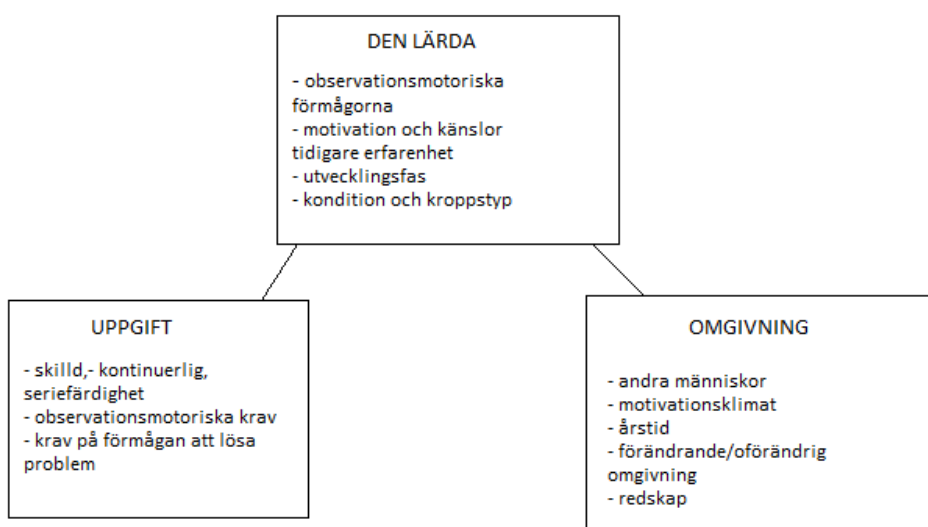 DEN LÄRDA
- observationsmotoriska
förmågorna
- motivation och känslor
tidigare erfarenhet
- utvecklingsfas
- kondition och kroppstyp
UPPGIFT
- skilld,- kontinuerlig,
seriefärdighet
- observationsmotoriska krav
- krav på förmågan att lösa
problem
OMGIVNING
- andra människor
- motivationsklimat
- årstid
- förändrande/oförändrig
omgivning
- redskap